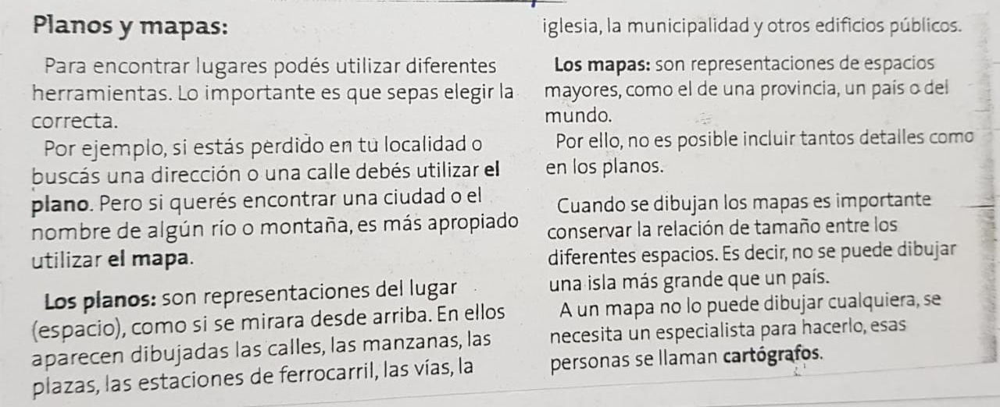 Planos y mapas:
Para encontrar lugares podés utilizar diferentes
herramientas. Lo importante es que sepas elegir la
correcta.
Por ejemplo, si estás perdido en tu localidad o
buscás una dirección o una calle debés utilizar el
plano. Pero si querés encontrar una ciudad o el
nombre de algún río o montaña, es más apropiado
utilizar el mapa.
Los planos: son representaciones del lugar
(espacio), como si se mirara desde arriba. En ellos
aparecen dibujadas las calles, las manzanas, las
plazas, las estaciones de ferrocarril, las vías, la
iglesia, la municipalidad y otros edificios públicos.
Los mapas: son representaciones de espacios
mayores, como el de una provincia, un país o del
mundo.
Por ello, no es posible incluir tantos detalles como
en los planos.
Cuando se dibujan los mapas es importante
conservar la relación de tamaño entre los
diferentes espacios. Es decir, no se puede dibujar
una isla más grande que un país.
A un mapa no lo puede dibujar cualquiera, se
necesita un especialista para hacerlo, esas
personas se llaman cartógrafos.